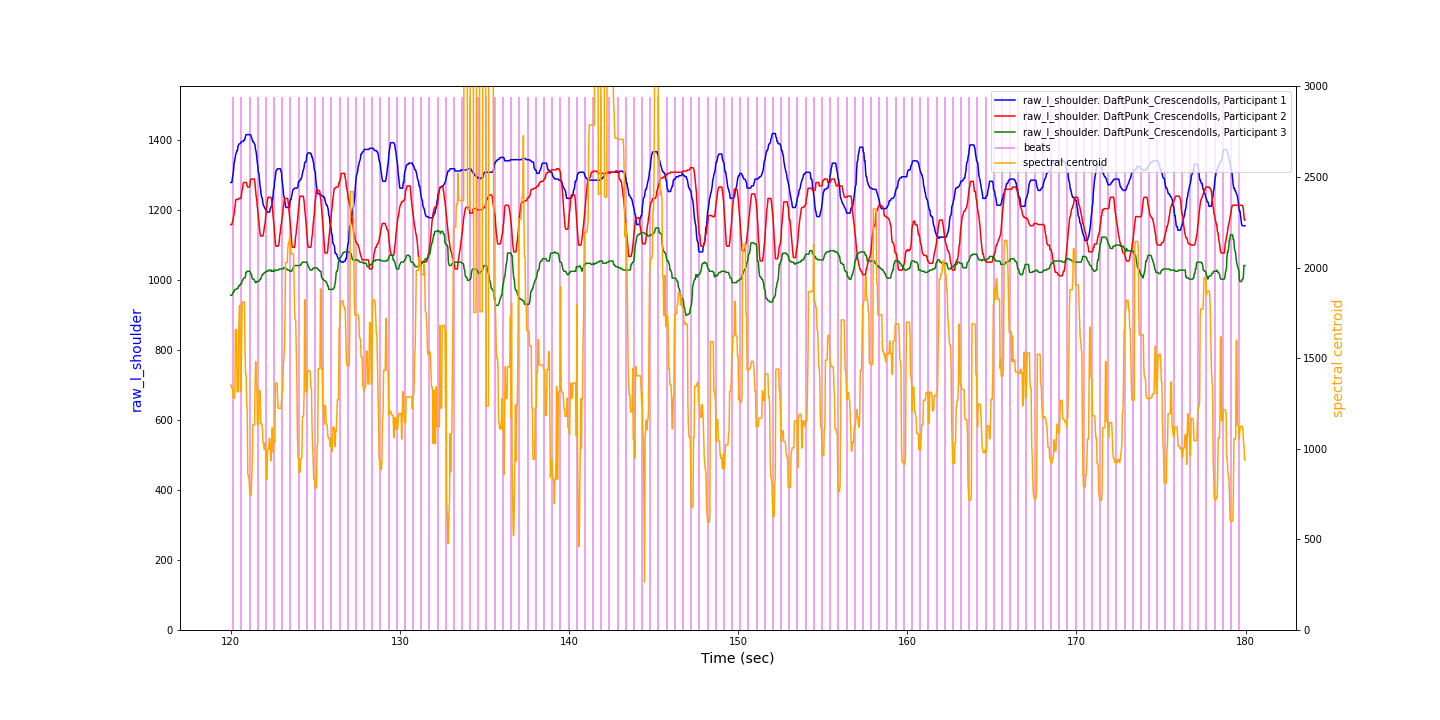 raw_l_shoulder. DaftPunk_Crescendolls, Participant 1
raw_l_shoulder. DaftPunk_Crescendolls, Participant 2
raw_l_shoulder. DaftPunk_Crescendolls, Participant 3
beats
spectral centroid
raw_l_shoulder
1400
1200
1000
800
600
400
200
0
3000
2500
2000
1500
1000
500
0
spectral centroid
120
130
140
150
160
170
180
Time (sec)